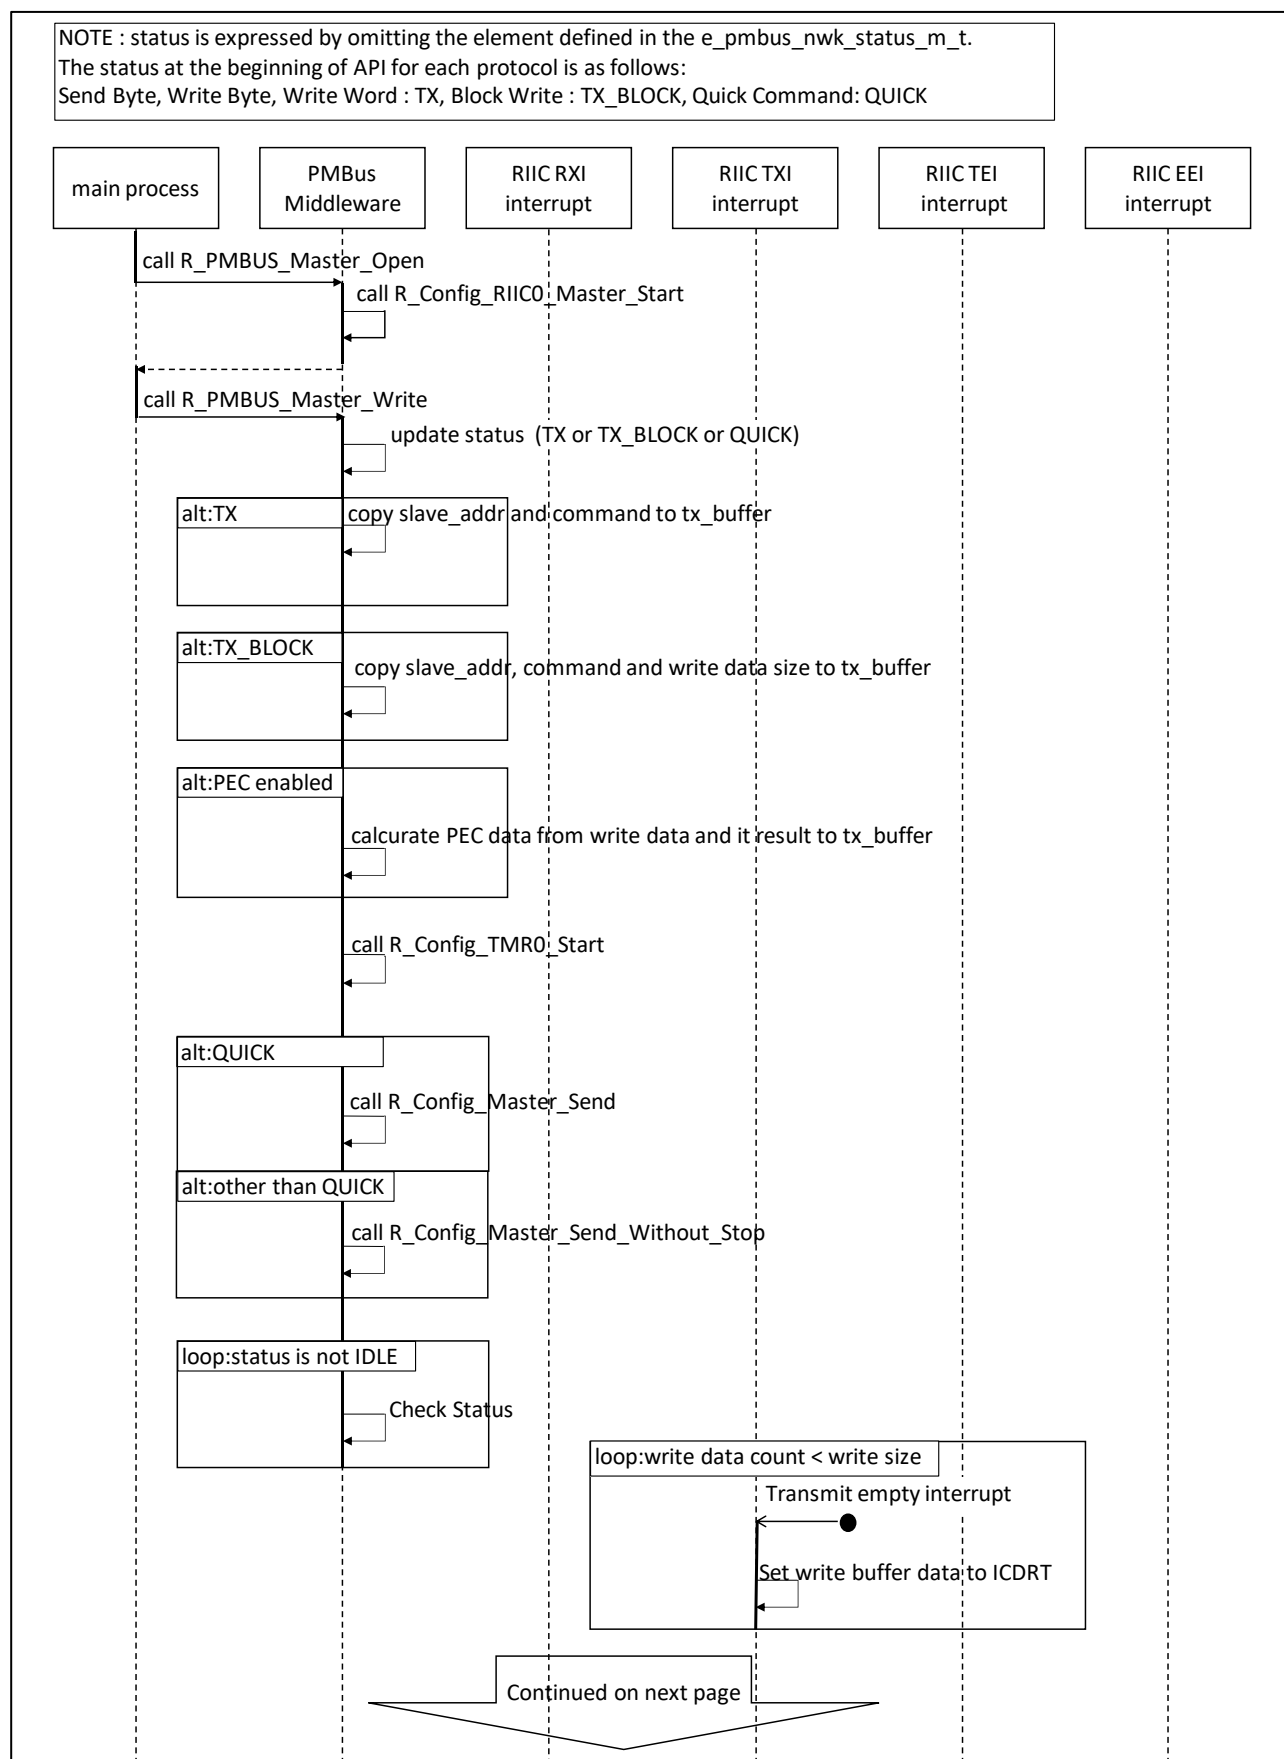 NOTE : status is expressed by omitting the element defined in the e_pmbus_nwk_status_m_t.
The status at the beginning of API for each protocol is as follows:
Send Byte, Write Byte, Write Word : TX, Block Write : TX_BLOCK, Quick Command: QUICK
main process
PMBus
Middleware
RIIC RXI
interrupt
RIIC TXI
interrupt
RIIC TEI
interrupt
RIIC EEI
interrupt
call R_PMBUS_Master_Open
call R_Config_RIIC0_Master_Start
call R_PMBUS_Master_Write
update status  (TX or TX_BLOCK or QUICK)
alt:TX
copy slave_addr and command to tx_buffer
alt:TX_BLOCK
copy slave_addr, command and write data size to tx_buffer
alt:PEC enabled
calcurate PEC data from write data and it result to tx_buffer
call R_Config_TMR0_Start
alt:QUICK
call R_Config_Master_Send
alt:other than QUICK
call R_Config_Master_Send_Without_Stop
loop:status is not IDLE
Check Status
loop:write data count < write size
Transmit empty interrupt
Set write buffer data to ICDRT
Continued on next page